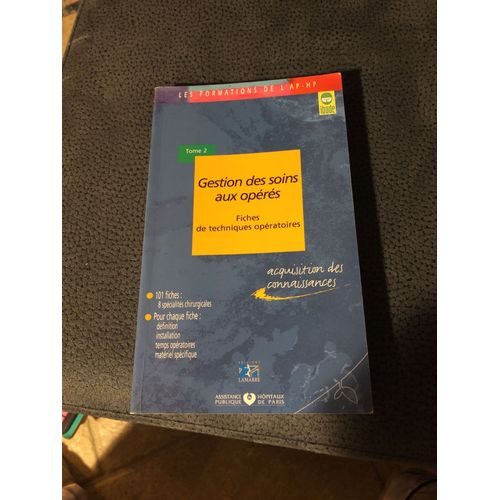 LES FORMATIONS DE L'AP-HP
Tome 2
Gestion des soins
aux opérés
Fiches
de techniques opératoires
acquisition des
connaissances
101 fiches :
8 spécialités chirurgicales
Pour chaque fiche :
définition
installation
temps opératoires
matériel spécifique
EDITIONS
LAMARRE
ASSISTANCE HÔPITAUX
PUBLIQUE DE PARIS